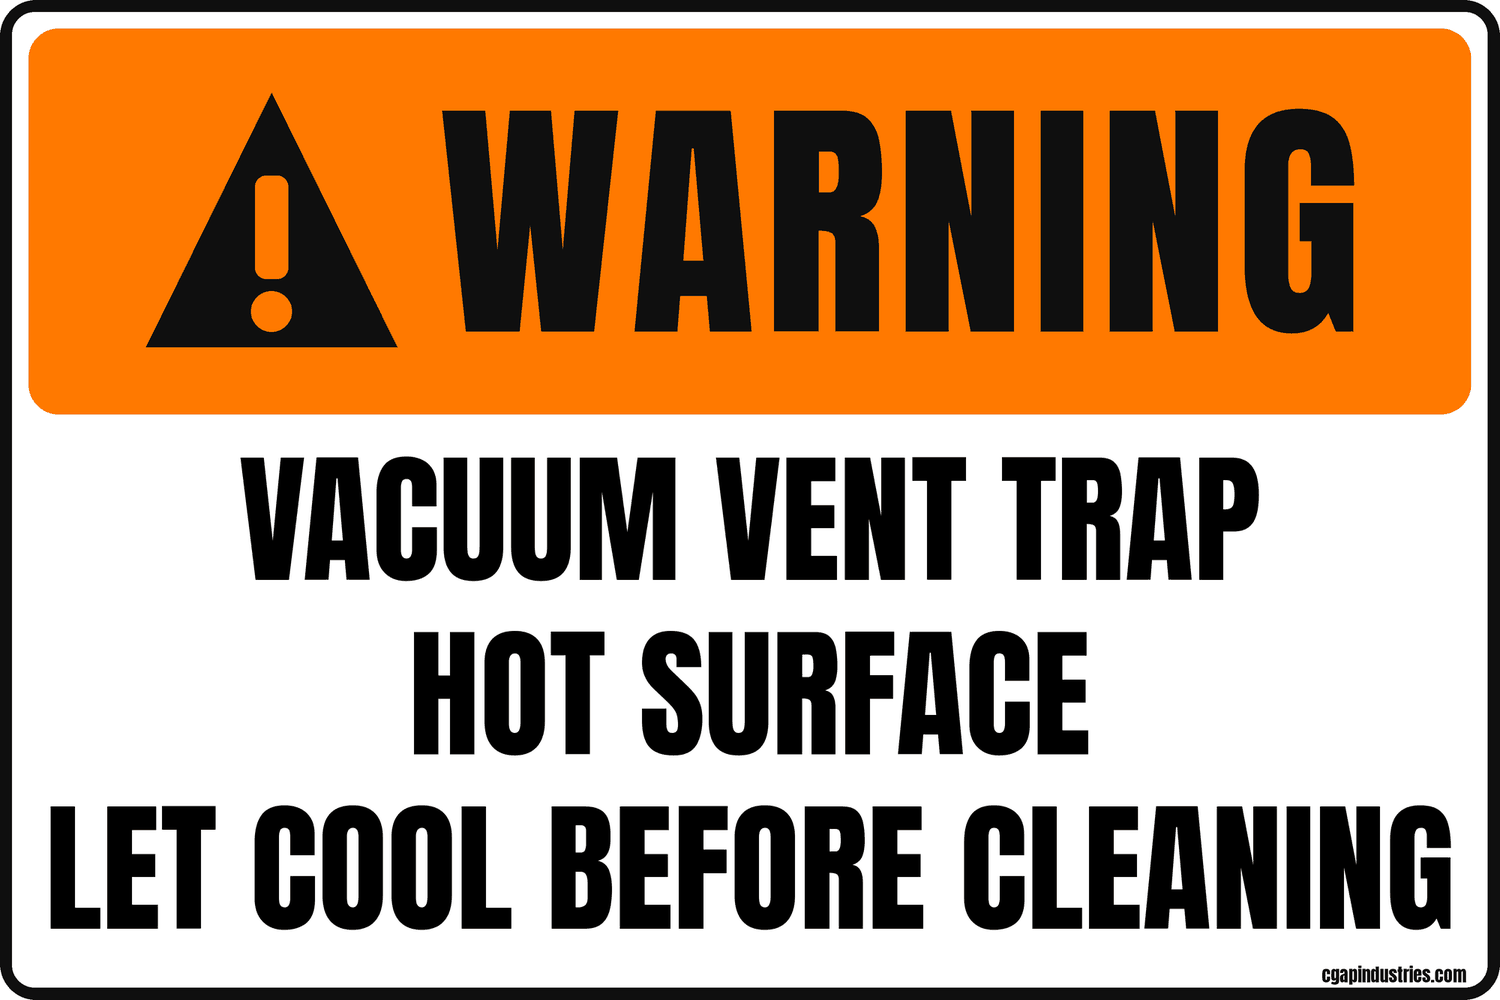 WARNING
VACUUM VENT TRAP
HOT SURFACE
LET COOL BEFORE CLEANING
cgapindustries.com